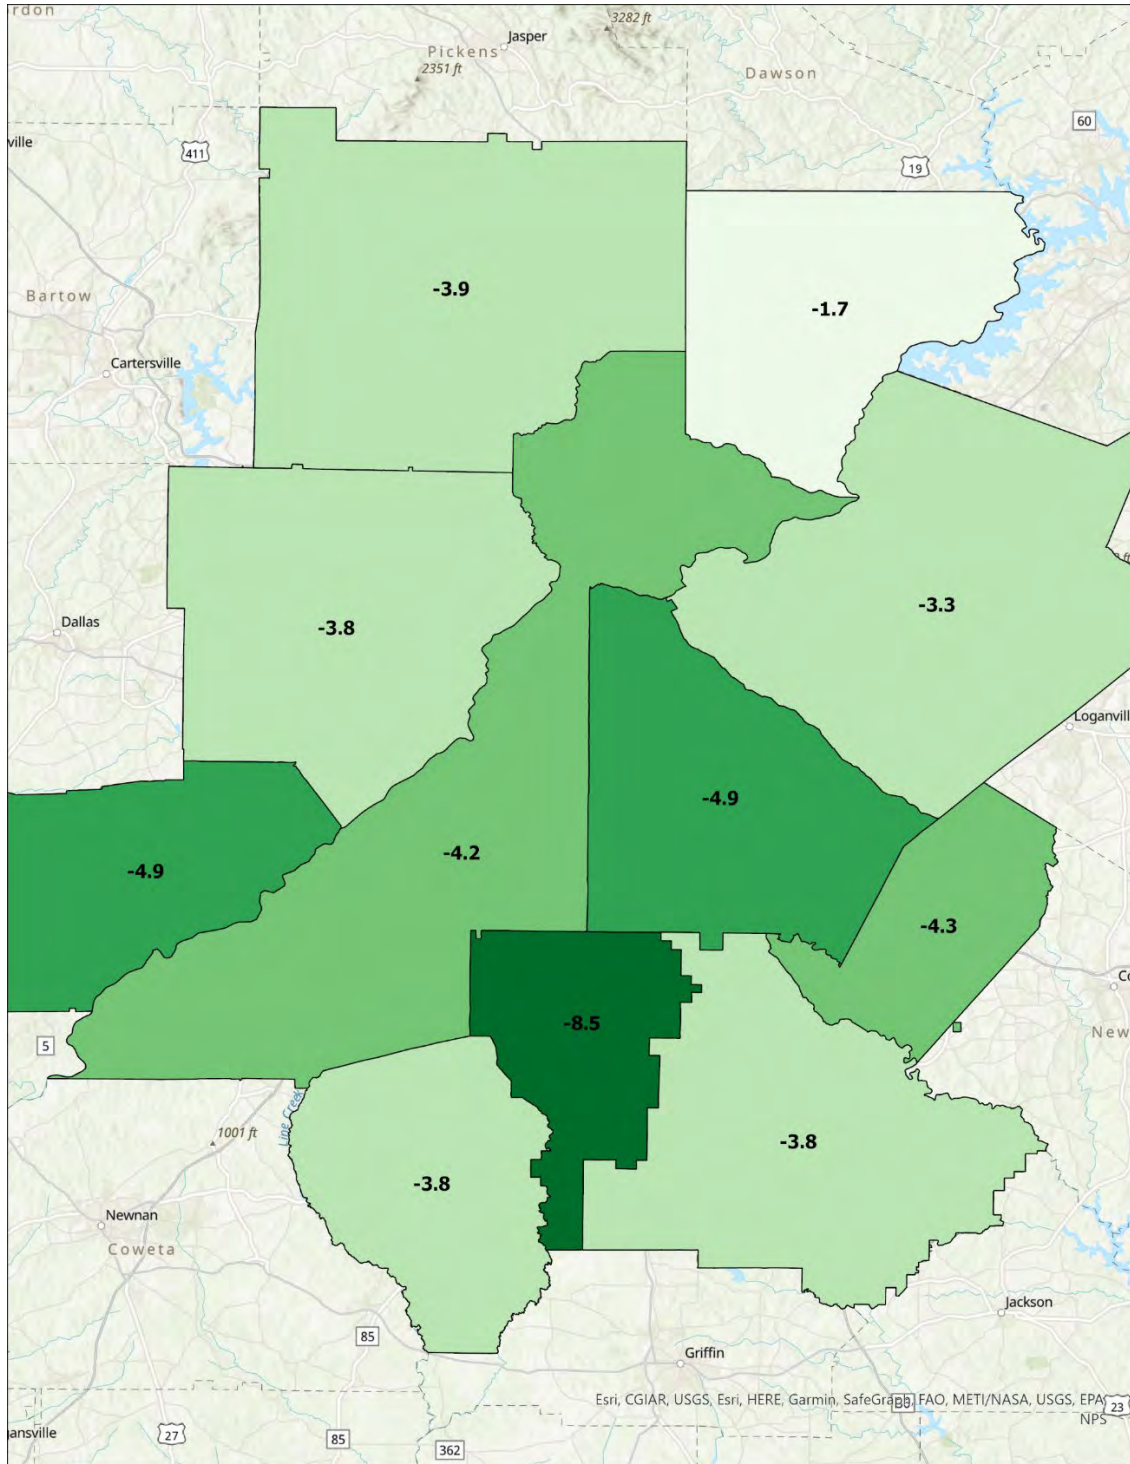 rdon
3282 ft
Jasper
Pickens
2351 ft
Dawson
60
ville
411
19
-3.9
-1.7
Bartow
Cartersville
-3.3
Dallas
-3.8
Loganvill
-4.9
-4.2
-4.9
-4.3
Co
New
-8.5
5
Line Creek
1001 ft
-3.8
-3.8
Newnan
Coweta
Jackson
85
Griffin
Esri, CGIAR, USGS, Esri, HERE, Garmin, SafeGraph, FAO, METI/NASA, USGS, EPA,
NPS
23
27
ansville
85
362